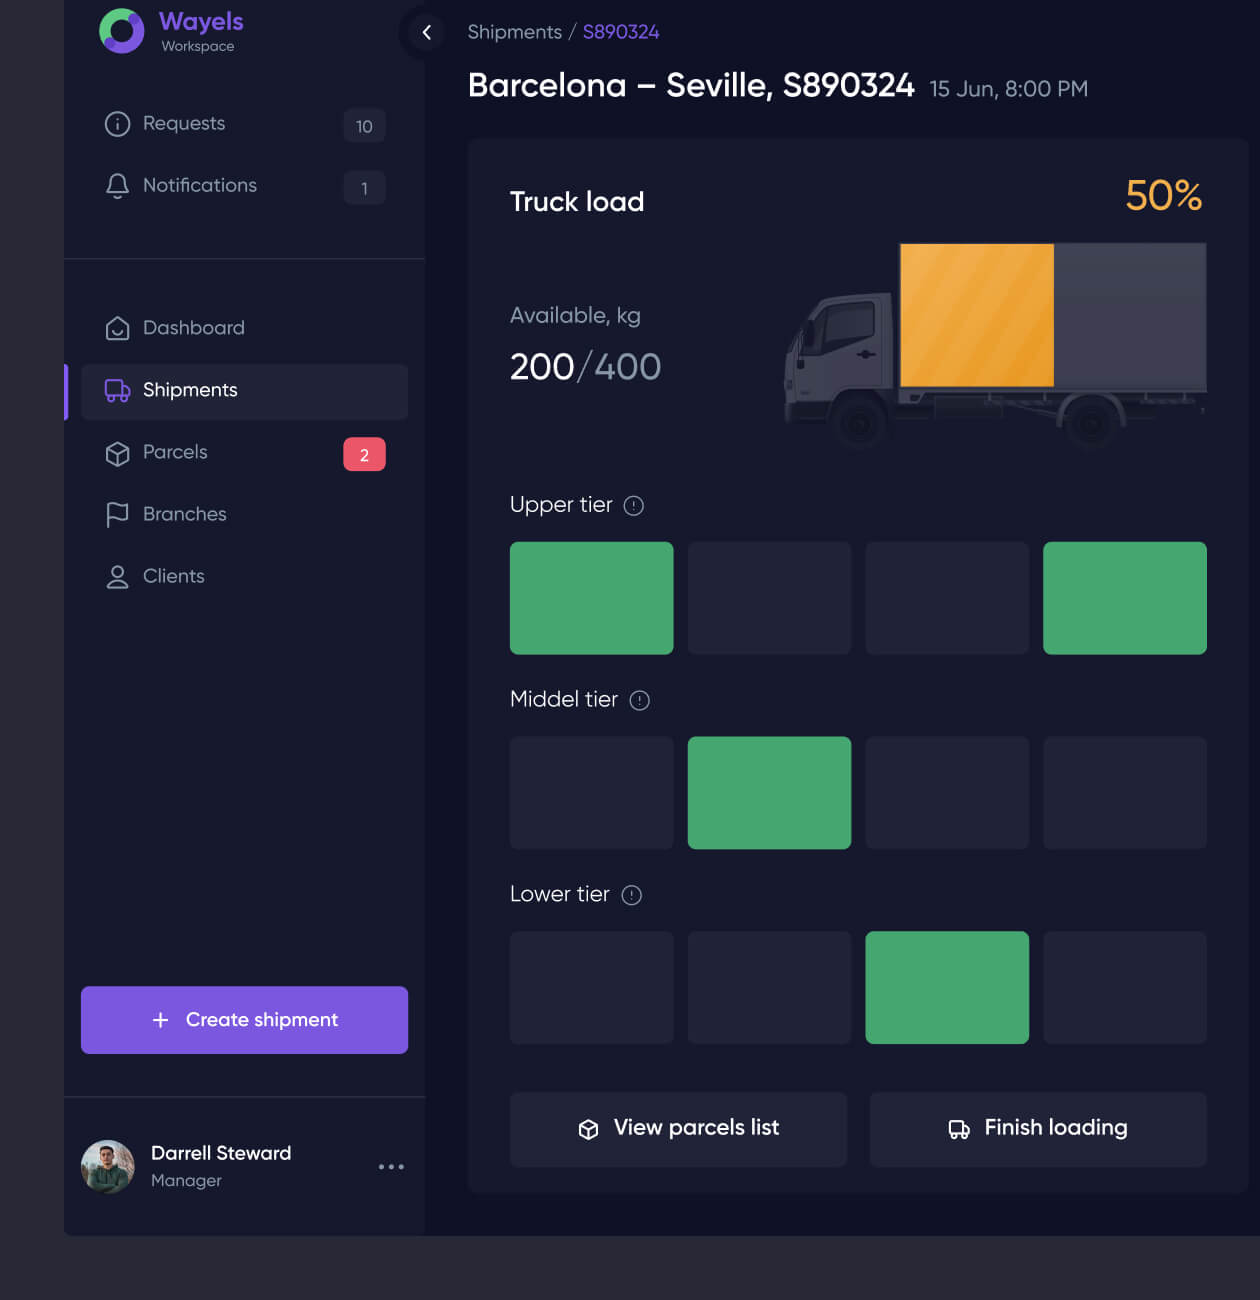 Wayels
Workspace
Requests 10
Notifications 1
Dashboard
Shipments
Parcels 2
Branches
Clients
+ Create shipment
Darrell Steward
Manager
Shipments / S890324
Barcelona – Seville, S890324 15 Jun, 8:00 PM
Truck load 50%
Available, kg
200/400
Upper tier
Middel tier
Lower tier
View parcels list
Finish loading